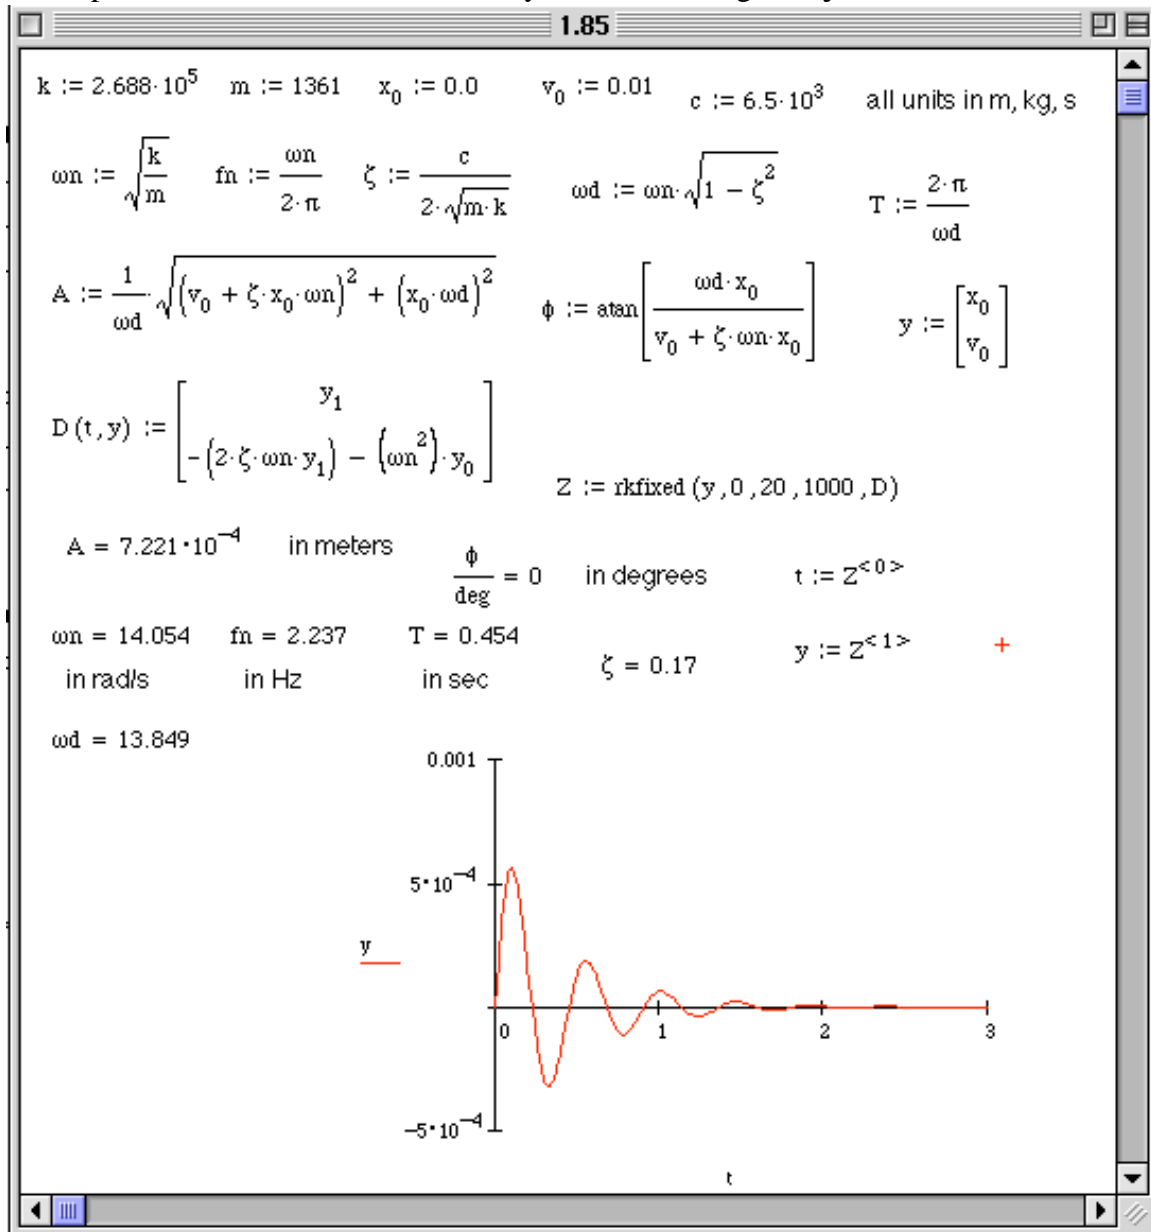 1.85
k := 2.688·10^5   m := 1361   x_0 := 0.0   v_0 := 0.01   c := 6.5·10^3   all units in m, kg, s
ωn := √(k/m)   fn := ωn/(2·π)   ζ := c/(2·√(m·k))   ωd := ωn·√(1 − ζ^2)   T := (2·π)/ωd
A := (1/ωd)·√((v_0 + ζ·x_0·ωn)^2 + (x_0·ωd)^2)   ϕ := atan[(ωd·x_0)/(v_0 + ζ·ωn·x_0)]   y := [x_0; v_0]
D(t,y) := [y_1; −(2·ζ·ωn·y_1) − (ωn^2)·y_0]
Z := rkfixed(y,0,20,1000,D)
A = 7.221·10^−4   in meters   ϕ/deg = 0   in degrees   t := Z^<0>
ωn = 14.054   fn = 2.237   T = 0.454   ζ = 0.17   y := Z^<1>
in rad/s   in Hz   in sec
ωd = 13.849
0.001
5·10^−4
y
0   1   2   3
−5·10^−4
t